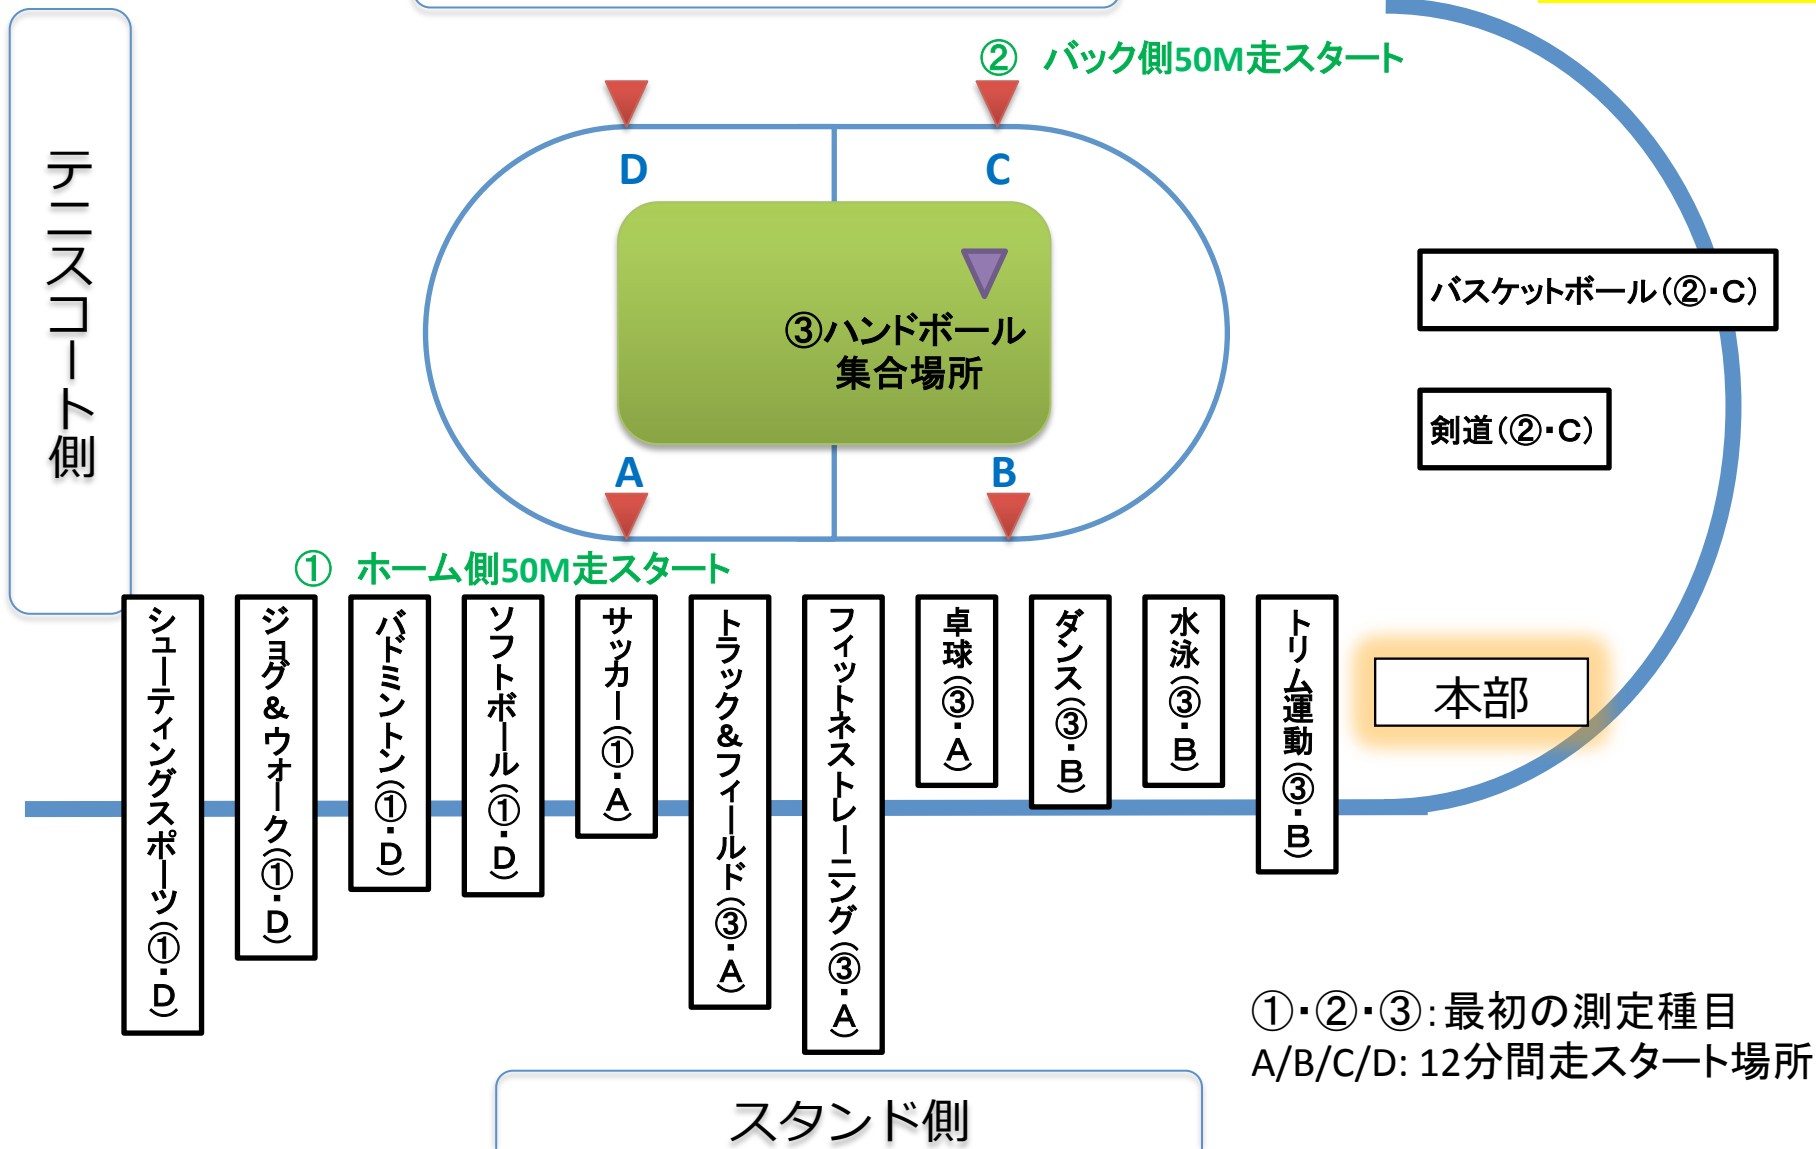 ② バック側50M走スタート
テニスコート側
D
C
③ハンドボール
集合場所
バスケットボール(②・C)
剣道(②・C)
A
B
① ホーム側50M走スタート
シューティングスポーツ(①・D)
ジョグ&ウォーク(①・D)
バドミントン(①・D)
ソフトボール(①・D)
サッカー(①・A)
トラック&フィールド(③・A)
フィットネストレーニング(③・A)
卓球(③・A)
ダンス(③・B)
水泳(③・B)
トリム運動(③・B)
本部
①・②・③:最初の測定種目
A/B/C/D: 12分間走スタート場所
スタンド側